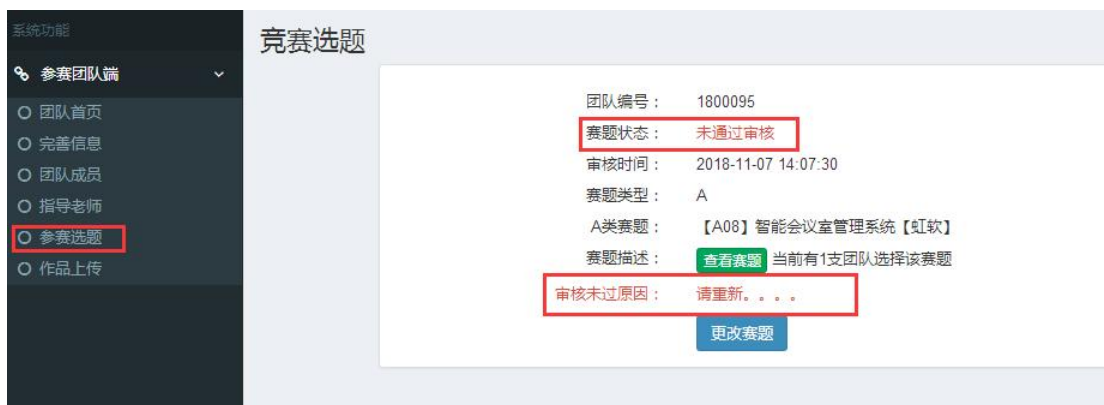 系统功能
参赛团队端
团队首页
完善信息
团队成员
指导老师
参赛选题
作品上传
竞赛选题
团队编号： 1800095
赛题状态： 未通过审核
审核时间： 2018-11-07 14:07:30
赛题类型： A
A类赛题： 【A08】智能会议室管理系统【虹软】
赛题描述： 查看赛题 当前有1支团队选择该赛题
审核未过原因： 请重新。。。。
更改赛题